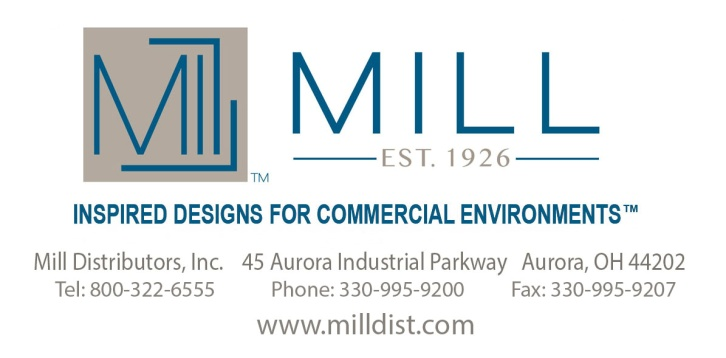 MILL
TM
MILL
EST. 1926
INSPIRED DESIGNS FOR COMMERCIAL ENVIRONMENTS™
Mill Distributors, Inc. 45 Aurora Industrial Parkway Aurora, OH 44202
Tel: 800-322-6555 Phone: 330-995-9200 Fax: 330-995-9207
www.milldist.com